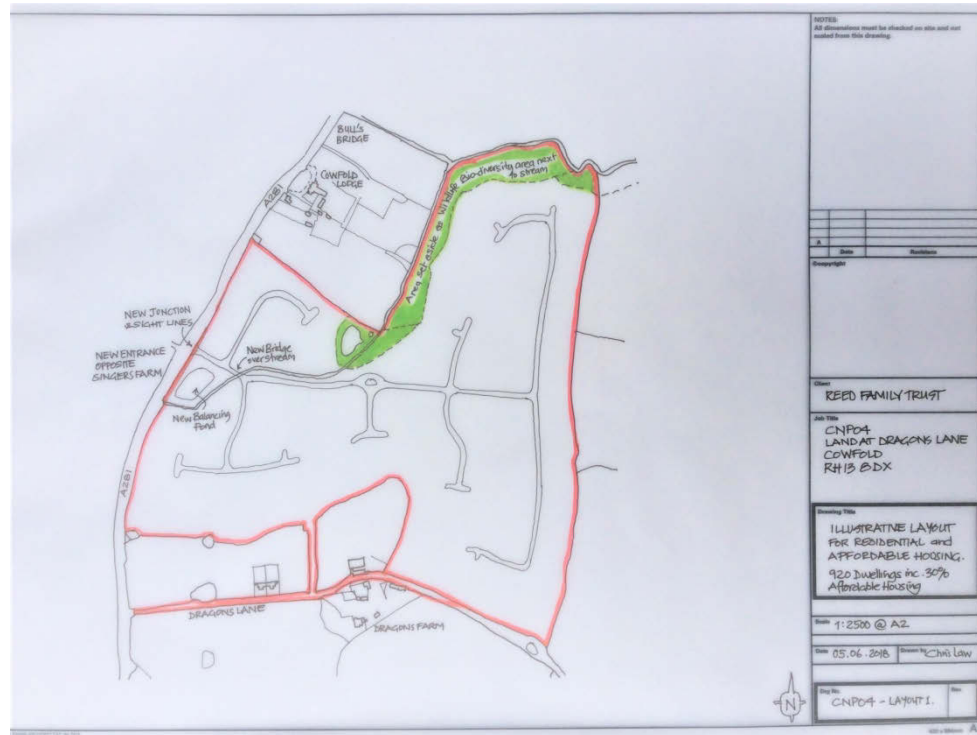 BULL'S
BRIDGE
COWFOLD
LODGE
A281
Area set aside as Wildlife Bio-diversity area next
to stream
NEW JUNCTION
& SIGHT LINES
NEW ENTRANCE
OPPOSITE
GINGERS FARM
New Bridge
over stream
New Balancing
Pond
A281
DRAGONS LANE
DRAGONS FARM
N
NOTES:
All dimensions must be checked on site and not
scaled from this drawing.
A
Date Revisions
Copyright
Client
REED FAMILY TRUST
Job Title
CNP04
LAND AT DRAGONS LANE
COWFOLD
RH13 8DX
Drawing Title
ILLUSTRATIVE LAYOUT
FOR RESIDENTIAL and
AFFORDABLE HOUSING.
920 Dwellings inc. 30%
Affordable Housing
Scale 1:2500 @ A2
Date 05.06.2018 Drawn by Chris Law
Drg No.
CNP04 - LAYOUT 1.
Rev.